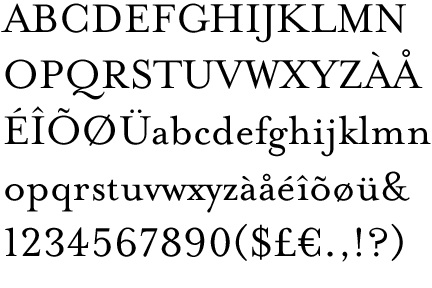 ABCDEFGHIJKLMN
OPQRSTUVWXYZÀÅ
ÉÎÕØÜabcdefghijklmn
opqrstuvwxyzàåéîõøü&
1234567890($£€.,!?)